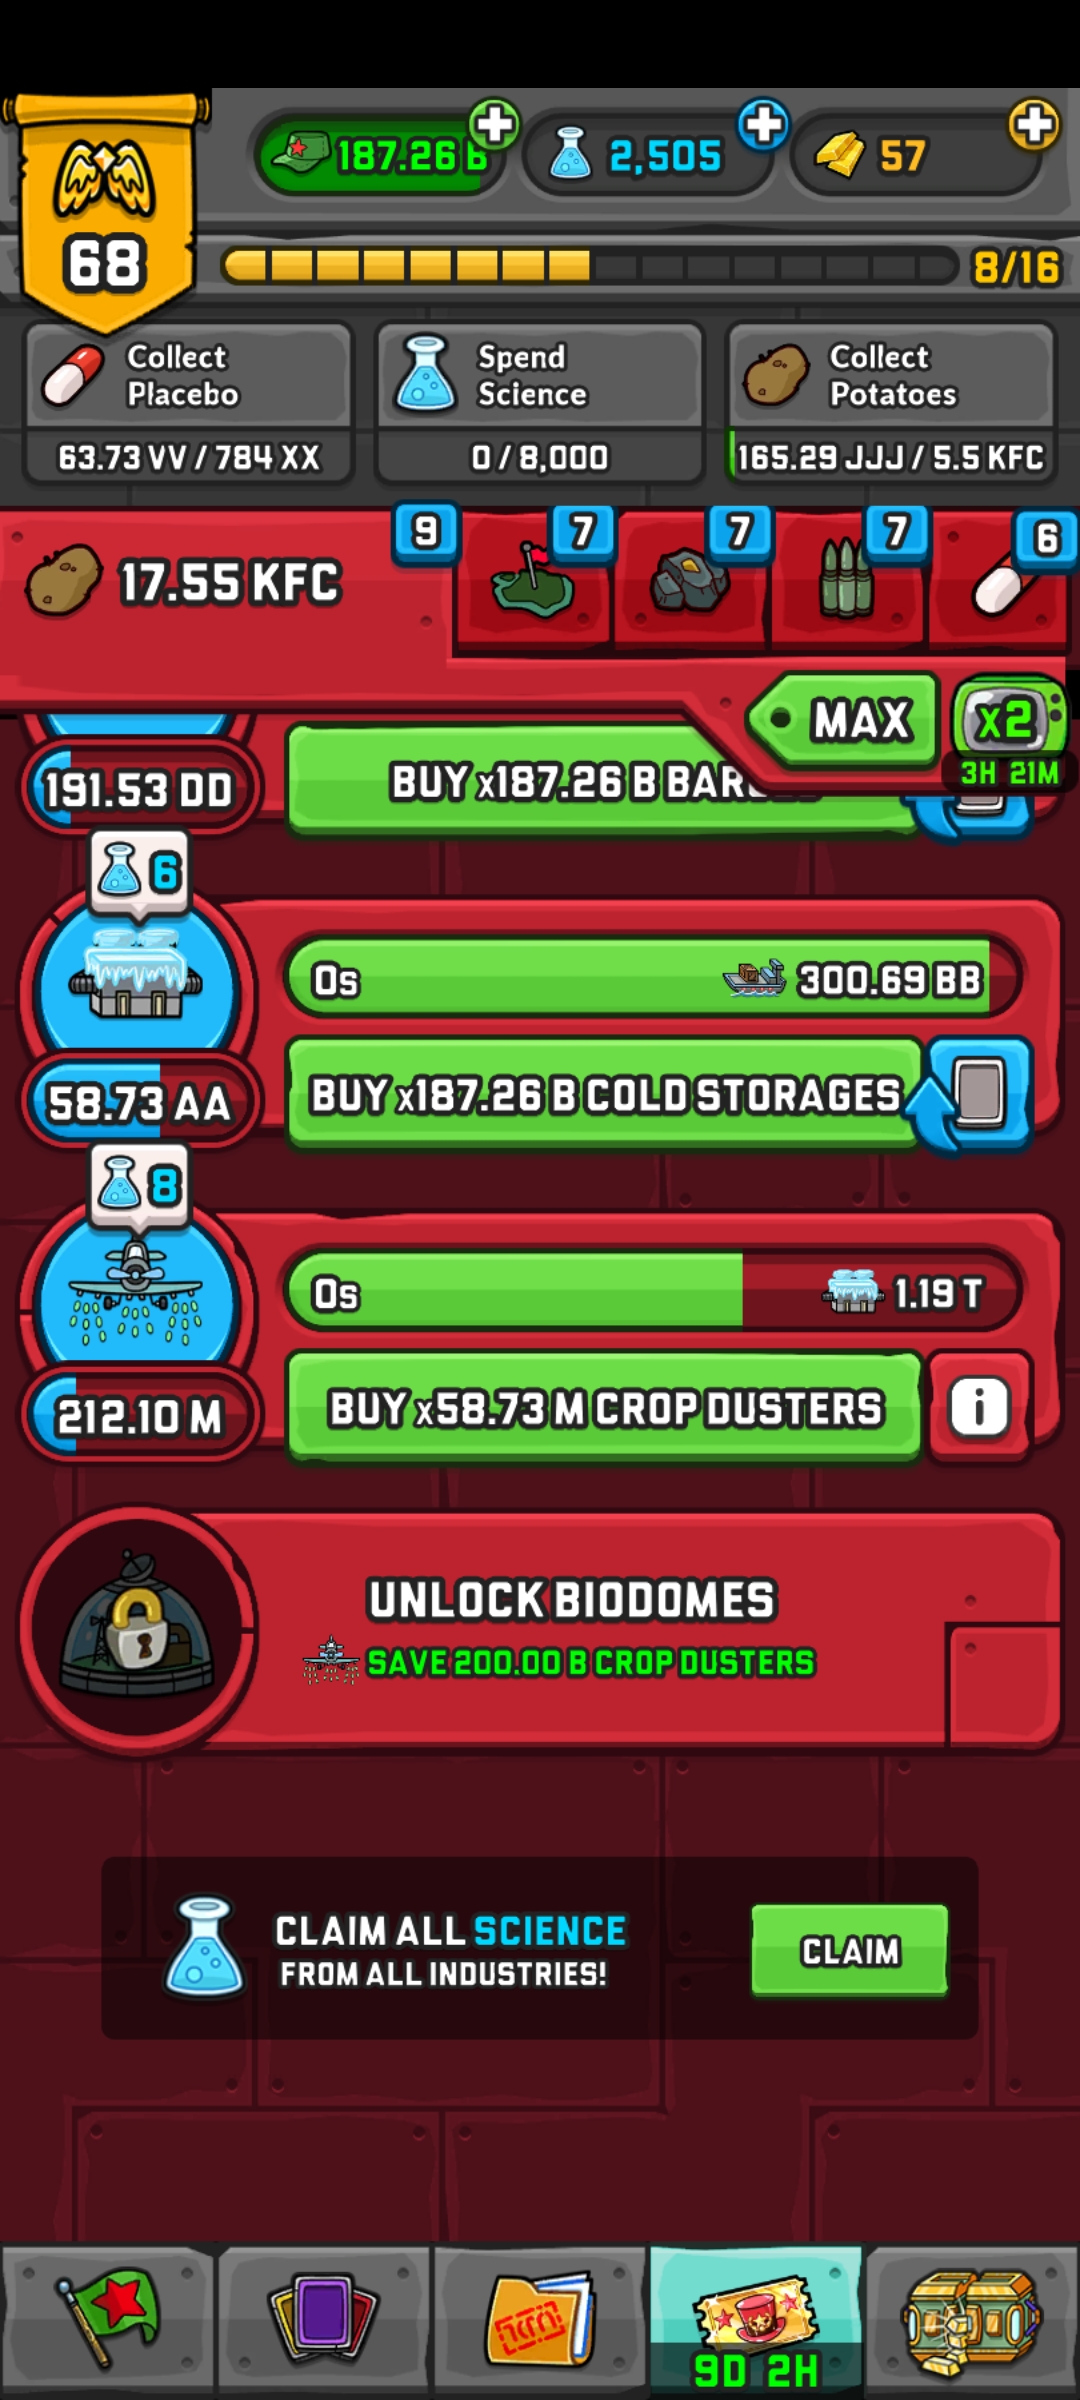 187.26 B
2,505
57
68
8/16
Collect
Placebo
63.73 VV / 784 XX
Spend
Science
0 / 8,000
Collect
Potatoes
165.29 JJJ / 5.5 KFC
17.55 KFC
9
7
7
7
6
MAX
x2
3H 21M
191.53 DD
BUY x187.26 B
6
0s
300.69 BB
58.73 AA
BUY x187.26 B COLD STORAGES
8
0s
1.19 T
212.10 M
BUY x58.73 M CROP DUSTERS
i
UNLOCK BIODOMES
SAVE 200.00 B CROP DUSTERS
CLAIM ALL SCIENCE
FROM ALL INDUSTRIES!
CLAIM
9D 2H